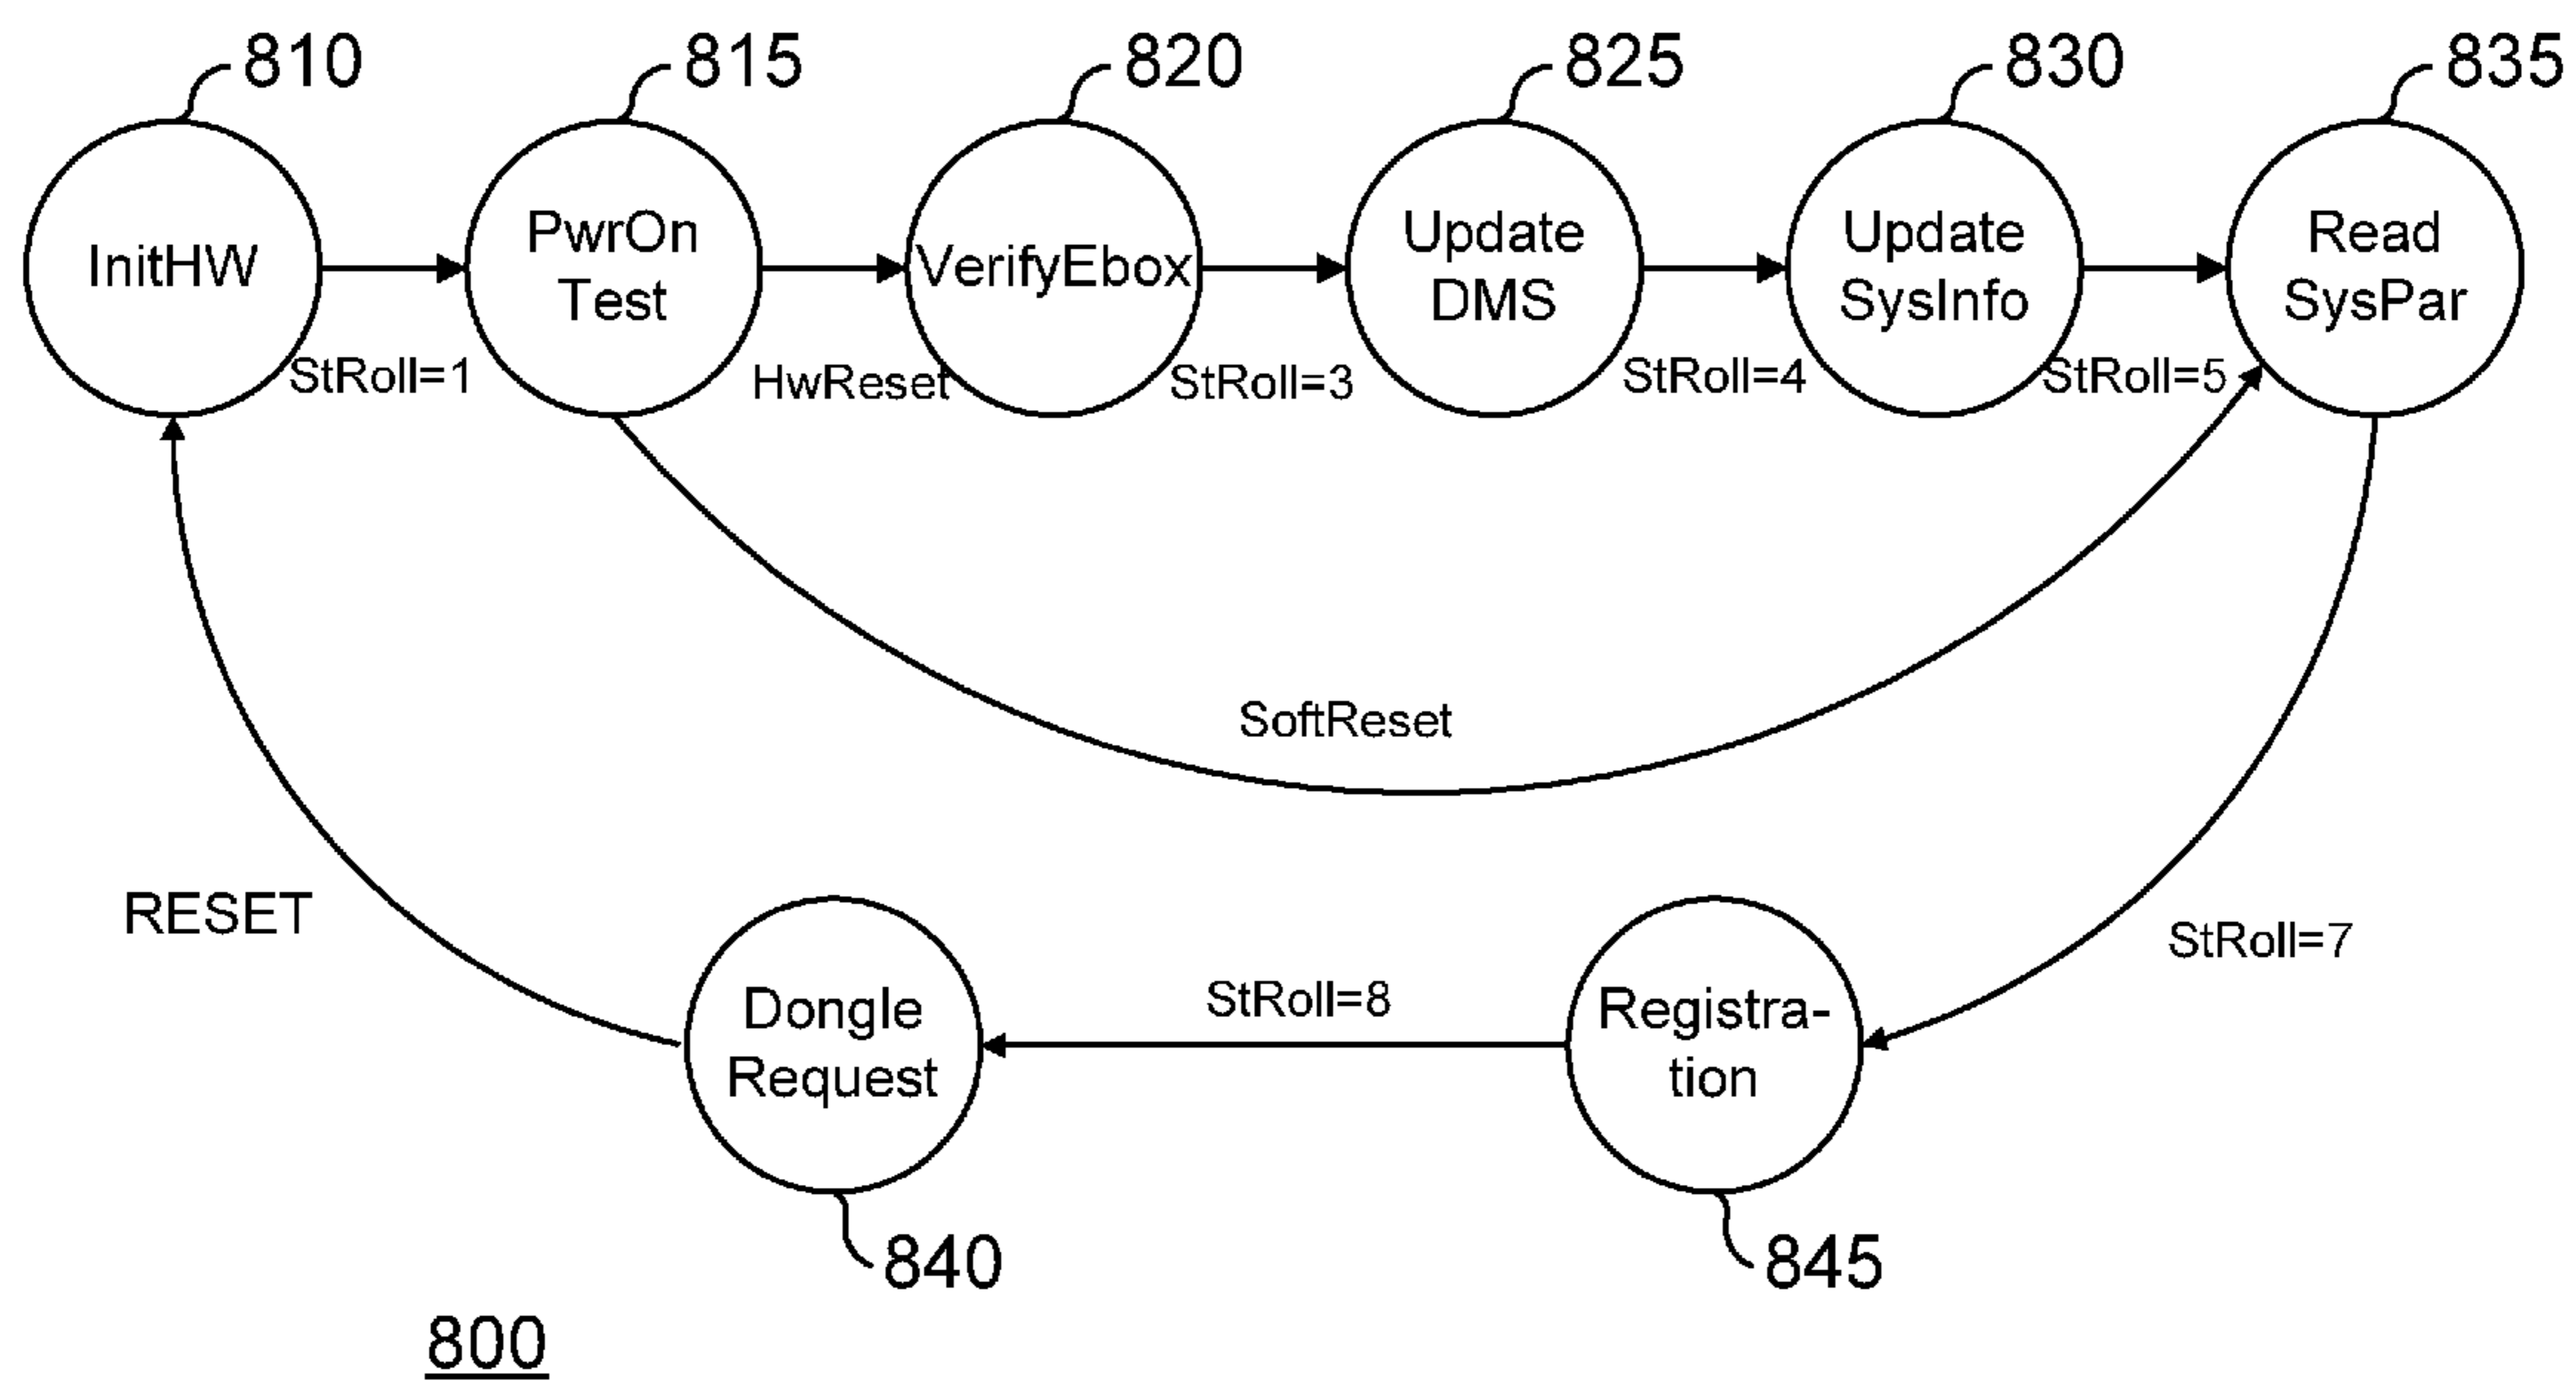 810
815
820
825
830
835
InitHW
PwrOn
Test
VerifyEbox
Update
DMS
Update
SysInfo
Read
SysPar
StRoll=1
HwReset
StRoll=3
StRoll=4
StRoll=5
SoftReset
RESET
StRoll=7
StRoll=8
Dongle
Request
Registra-
tion
840
845
800